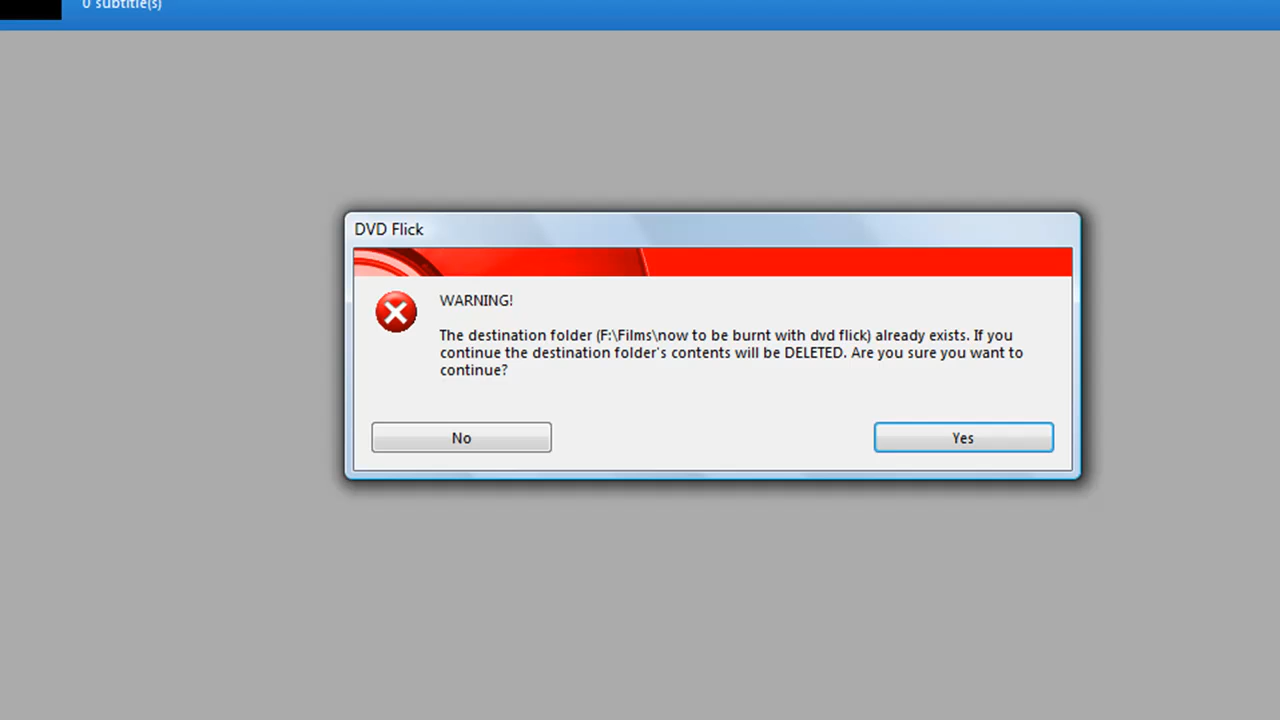 0 subtitle(s)
DVD Flick
WARNING!
The destination folder (F:\Films\now to be burnt with dvd flick) already exists. If you
continue the destination folder's contents will be DELETED. Are you sure you want to
continue?
No
Yes